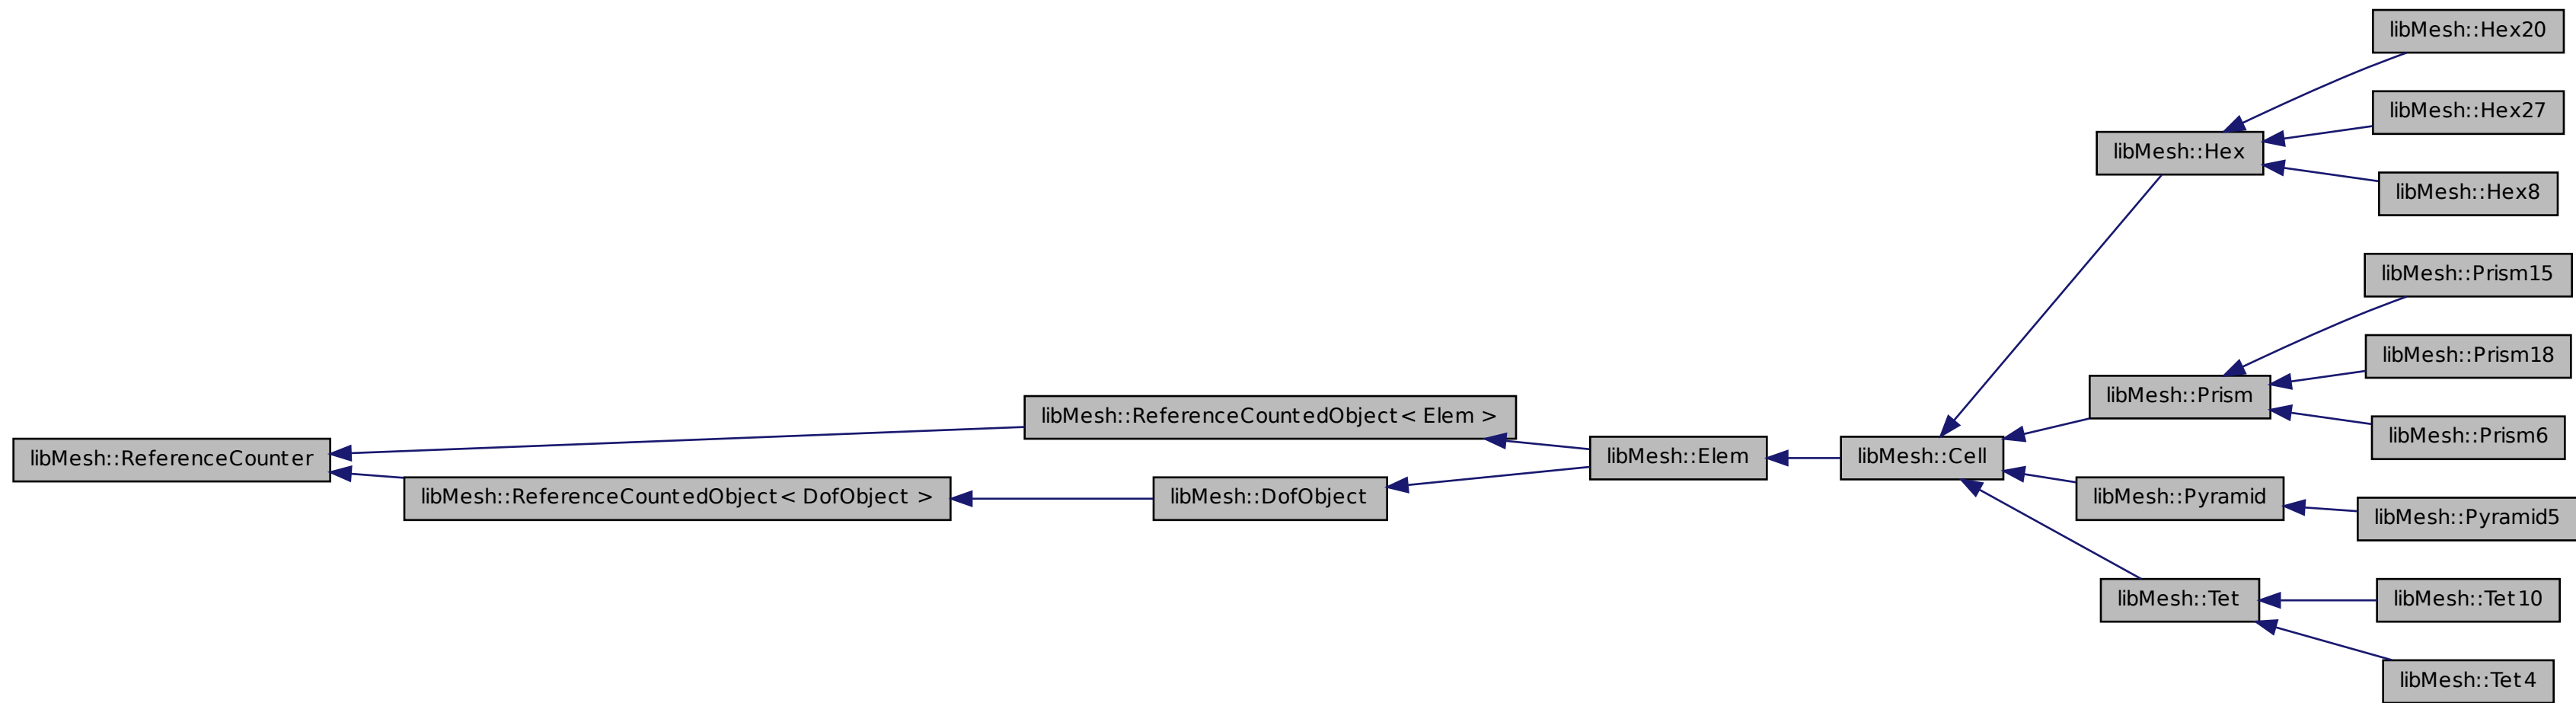 libMesh::Hex20
libMesh::Hex27
libMesh::Hex
libMesh::Hex8
libMesh::Prism15
libMesh::Prism18
libMesh::Prism
libMesh::ReferenceCountedObject< Elem >
libMesh::Prism6
libMesh::ReferenceCounter
libMesh::Elem
libMesh::Cell
libMesh::ReferenceCountedObject< DofObject >
libMesh::DofObject
libMesh::Pyramid
libMesh::Pyramid5
libMesh::Tet
libMesh::Tet10
libMesh::Tet4